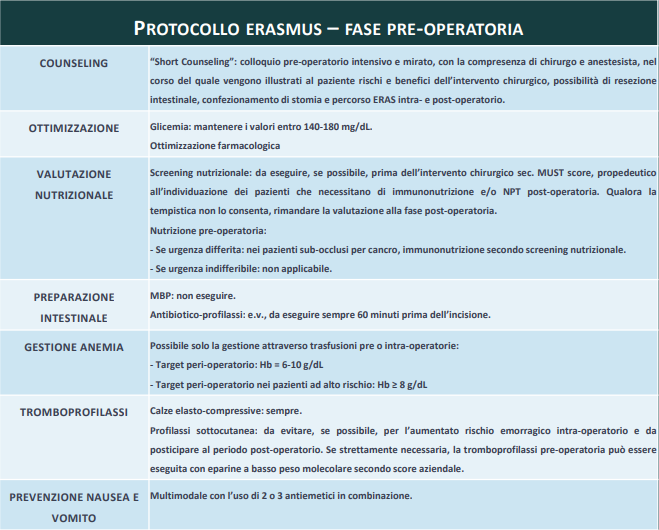 PROTOCOLLO ERASMUS – FASE PRE-OPERATORIA
COUNSELING
“Short Counseling”: colloquio pre-operatorio intensivo e mirato, con la compresenza di chirurgo e anestesista, nel
corso del quale vengono illustrati al paziente rischi e benefici dell’intervento chirurgico, possibilità di resezione
intestinale, confezionamento di stomia e percorso ERAS intra- e post-operatorio.
OTTIMIZZAZIONE
Glicemia: mantenere i valori entro 140-180 mg/dL.
Ottimizzazione farmacologica
VALUTAZIONE
NUTRIZIONALE
Screening nutrizionale: da eseguire, se possibile, prima dell’intervento chirurgico sec. MUST score, propedeutico
all’individuazione dei pazienti che necessitano di immunonutrizione e/o NPT post-operatoria. Qualora la
tempistica non lo consenta, rimandare la valutazione alla fase post-operatoria.
Nutrizione pre-operatoria:
- Se urgenza differita: nei pazienti sub-occlusi per cancro, immunonutrizione secondo screening nutrizionale.
- Se urgenza indifferibile: non applicabile.
PREPARAZIONE
INTESTINALE
MBP: non eseguire.
Antibiotico-profilassi: e.v., da eseguire sempre 60 minuti prima dell’incisione.
GESTIONE ANEMIA
Possibile solo la gestione attraverso trasfusioni pre o intra-operatorie:
- Target peri-operatorio: Hb = 6-10 g/dL
- Target peri-operatorio nei pazienti ad alto rischio: Hb ≥ 8 g/dL
TROMBOPROFILASSI
Calze elasto-compressive: sempre.
Profilassi sottocutanea: da evitare, se possibile, per l’aumentato rischio emorragico intra-operatorio e da
posticipare al periodo post-operatorio. Se strettamente necessaria, la tromboprofilassi pre-operatoria può essere
eseguita con eparine a basso peso molecolare secondo score aziendale.
PREVENZIONE NAUSEA E
VOMITO
Multimodale con l’uso di 2 o 3 antiemetici in combinazione.